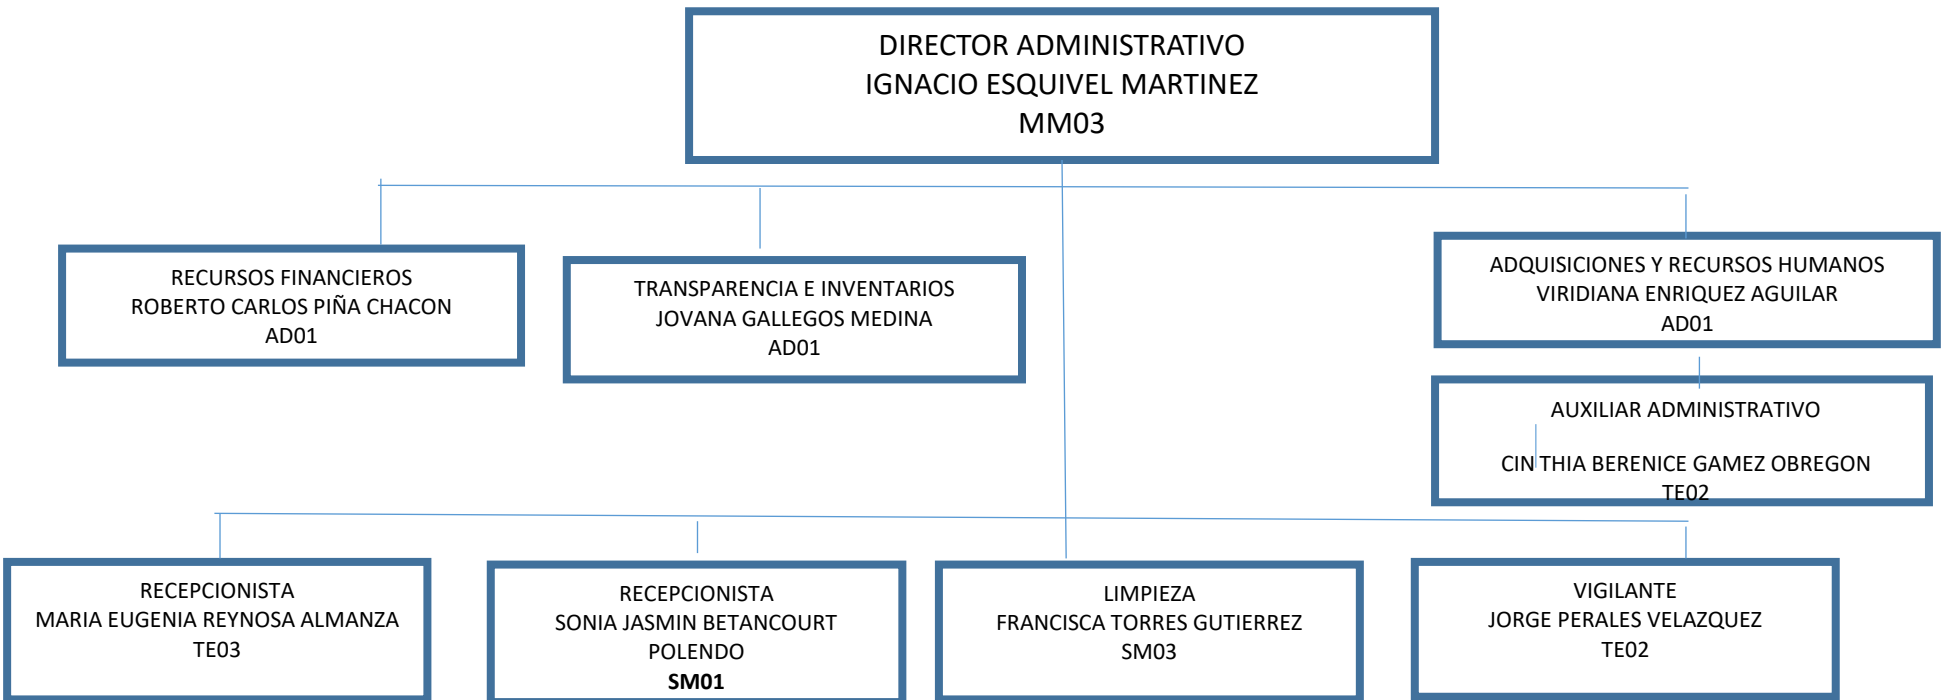 DIRECTOR ADMINISTRATIVO
IGNACIO ESQUIVEL MARTINEZ
MM03
RECURSOS FINANCIEROS
ROBERTO CARLOS PIÑA CHACON
AD01
TRANSPARENCIA E INVENTARIOS
JOVANA GALLEGOS MEDINA
AD01
ADQUISICIONES Y RECURSOS HUMANOS
VIRIDIANA ENRIQUEZ AGUILAR
AD01
AUXILIAR ADMINISTRATIVO
CIN THIA BERENICE GAMEZ OBREGON
TE02
RECEPCIONISTA
MARIA EUGENIA REYNOSA ALMANZA
TE03
RECEPCIONISTA
SONIA JASMIN BETANCOURT
POLENDO
SM01
LIMPIEZA
FRANCISCA TORRES GUTIERREZ
SM03
VIGILANTE
JORGE PERALES VELAZQUEZ
TE02